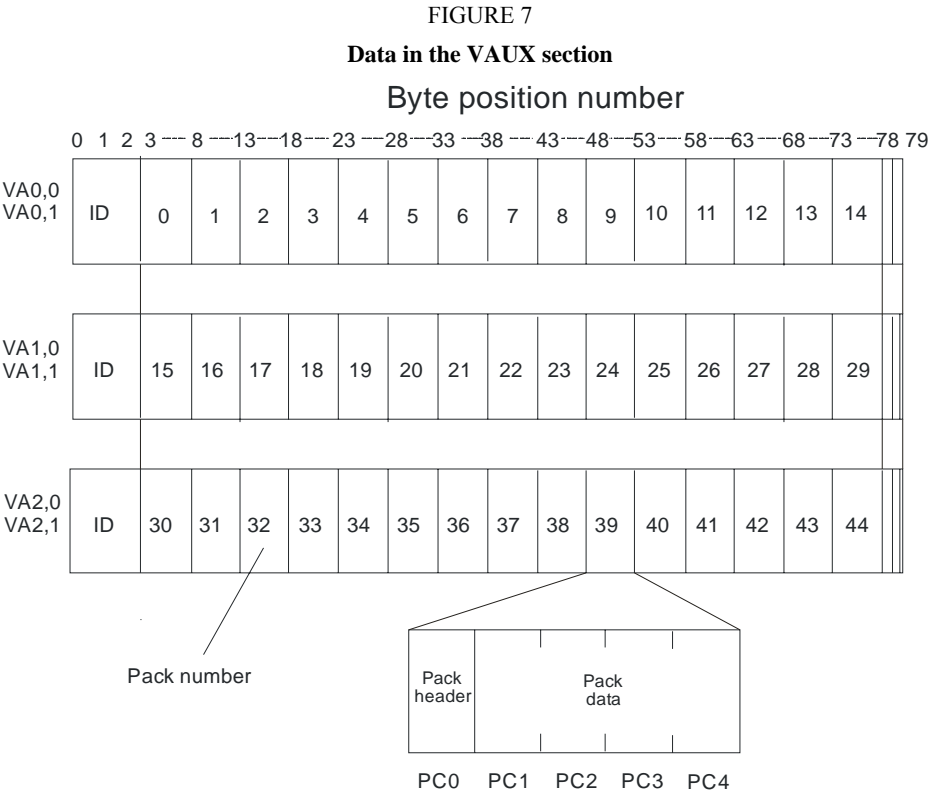 FIGURE 7
Data in the VAUX section
Byte position number
0 1 2 3 ---- 8 ---- 13 ---- 18 ---- 23 ---- 28 ---- 33 ---- 38 ---- 43 ---- 48 ---- 53 ---- 58 ---- 63 ---- 68 ---- 73 ---- 78 79
VA0,0
VA0,1 ID 0 1 2 3 4 5 6 7 8 9 10 11 12 13 14
VA1,0
VA1,1 ID 15 16 17 18 19 20 21 22 23 24 25 26 27 28 29
VA2,0
VA2,1 ID 30 31 32 33 34 35 36 37 38 39 40 41 42 43 44
Pack number
Pack header
Pack data
PC0 PC1 PC2 PC3 PC4